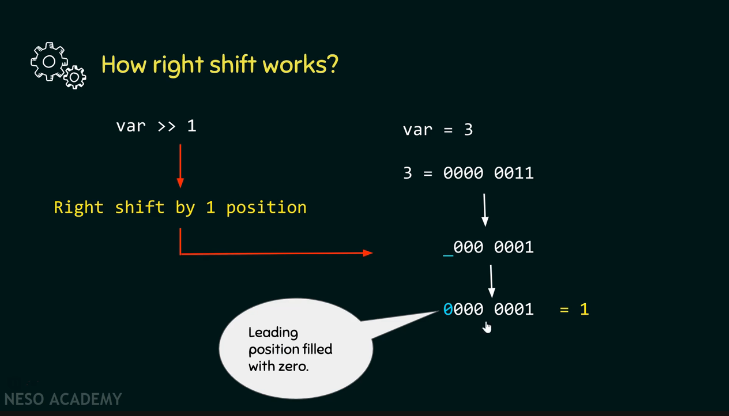 How right shift works?
var >> 1
Right shift by 1 position
var = 3
3 = 0000 0011
_000 0001
0000 0001 = 1
Leading
position filled
with zero.
NESO ACADEMY